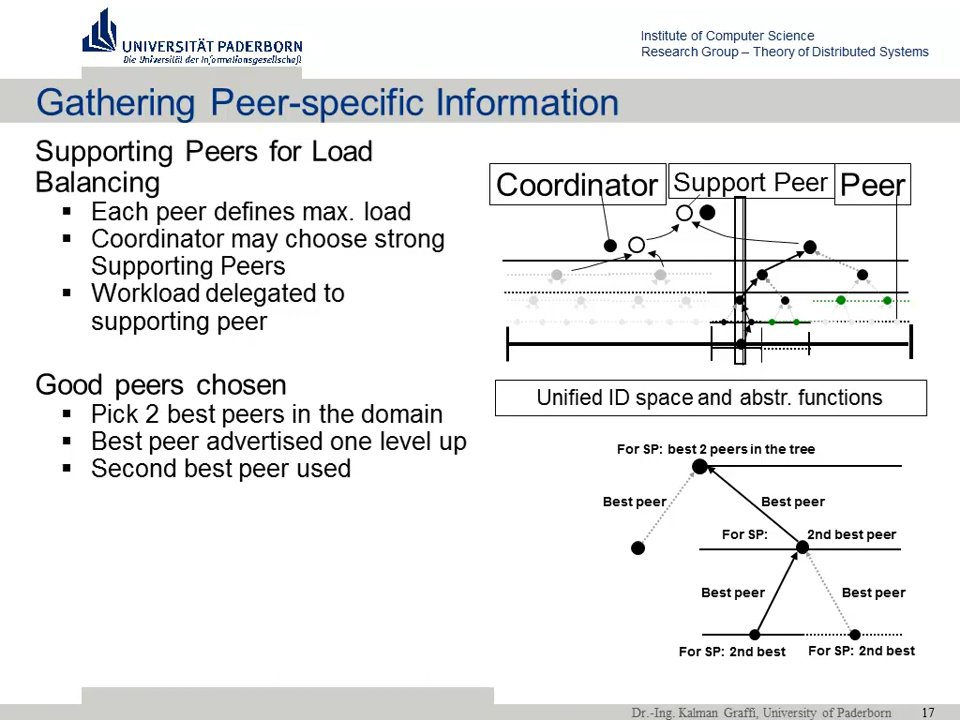 UNIVERSITÄT PADERBORN
Die Universität der Informationsgesellschaft
Institute of Computer Science
Research Group – Theory of Distributed Systems
Gathering Peer-specific Information
Supporting Peers for Load
Balancing
Each peer defines max. load
Coordinator may choose strong
Supporting Peers
Workload delegated to
supporting peer
Good peers chosen
Pick 2 best peers in the domain
Best peer advertised one level up
Second best peer used
Coordinator
Support Peer
Peer
Unified ID space and abstr. functions
For SP: best 2 peers in the tree
Best peer
Best peer
For SP:
2nd best peer
Best peer
Best peer
For SP: 2nd best
For SP: 2nd best
Dr.-Ing. Kalman Graffi, University of Paderborn
17